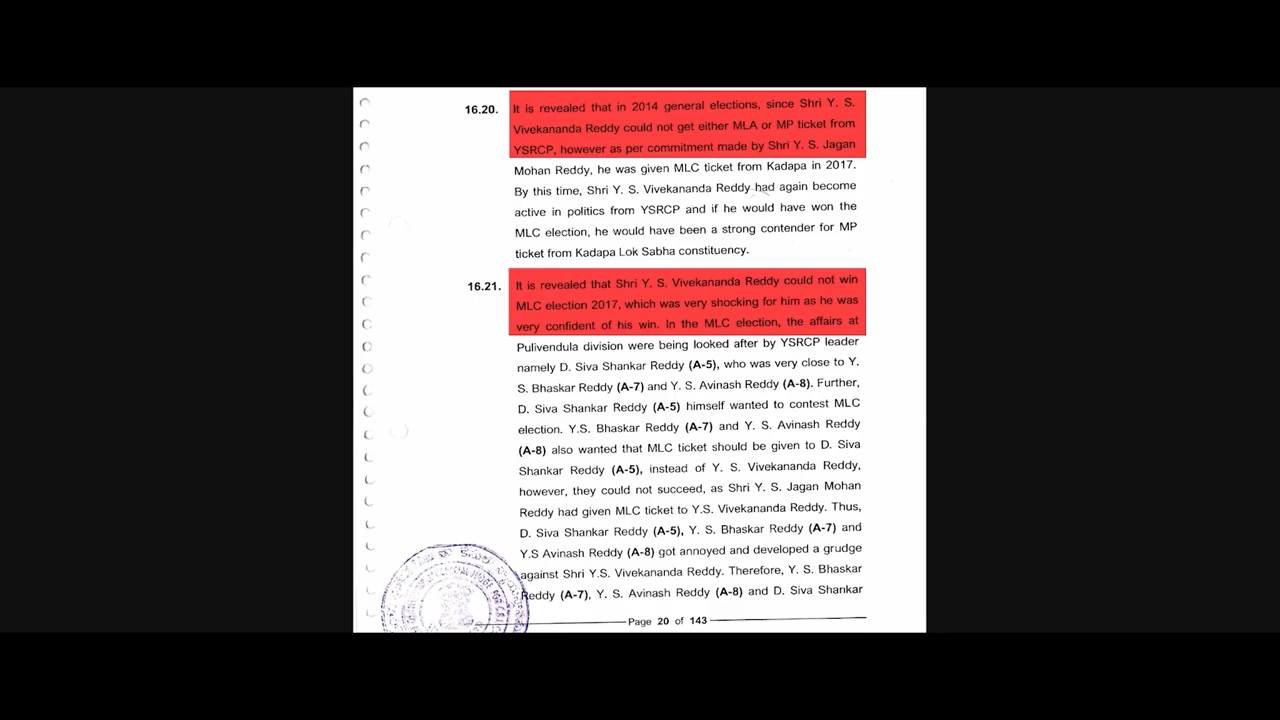 16.20. It is revealed that in 2014 general elections, since Shri Y. S.
Vivekananda Reddy could not get either MLA or MP ticket from
YSRCP, however as per commitment made by Shri Y. S. Jagan
Mohan Reddy, he was given MLC ticket from Kadapa in 2017.
By this time, Shri Y. S. Vivekananda Reddy had again become
active in politics from YSRCP and if he would have won the
MLC election, he would have been a strong contender for MP
ticket from Kadapa Lok Sabha constituency.
16.21. It is revealed that Shri Y. S. Vivekananda Reddy could not win
MLC election 2017, which was very shocking for him as he was
very confident of his win. In the MLC election, the affairs at
Pulivendula division were being looked after by YSRCP leader
namely D. Siva Shankar Reddy (A-5), who was very close to Y.
S. Bhaskar Reddy (A-7) and Y. S. Avinash Reddy (A-8). Further,
D. Siva Shankar Reddy (A-5) himself wanted to contest MLC
election. Y.S. Bhaskar Reddy (A-7) and Y. S. Avinash Reddy
(A-8) also wanted that MLC ticket should be given to D. Siva
Shankar Reddy (A-5), instead of Y. S. Vivekananda Reddy,
however, they could not succeed, as Shri Y. S. Jagan Mohan
Reddy had given MLC ticket to Y.S. Vivekananda Reddy. Thus,
D. Siva Shankar Reddy (A-5), Y. S. Bhaskar Reddy (A-7) and
Y.S Avinash Reddy (A-8) got annoyed and developed a grudge
against Shri Y.S. Vivekananda Reddy. Therefore, Y. S. Bhaskar
Reddy (A-7), Y. S. Avinash Reddy (A-8) and D. Siva Shankar
Page 20 of 143